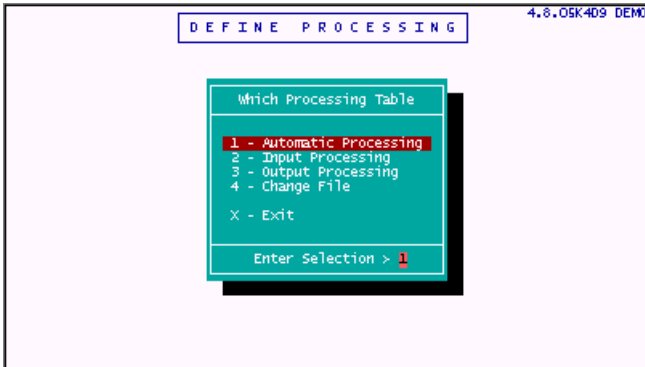 4.8.05K4D9 DEMO
DEFINE PROCESSING
Which Processing Table
1 - Automatic Processing
2 - Input Processing
3 - Output Processing
4 - Change File
X - Exit
Enter Selection > 1